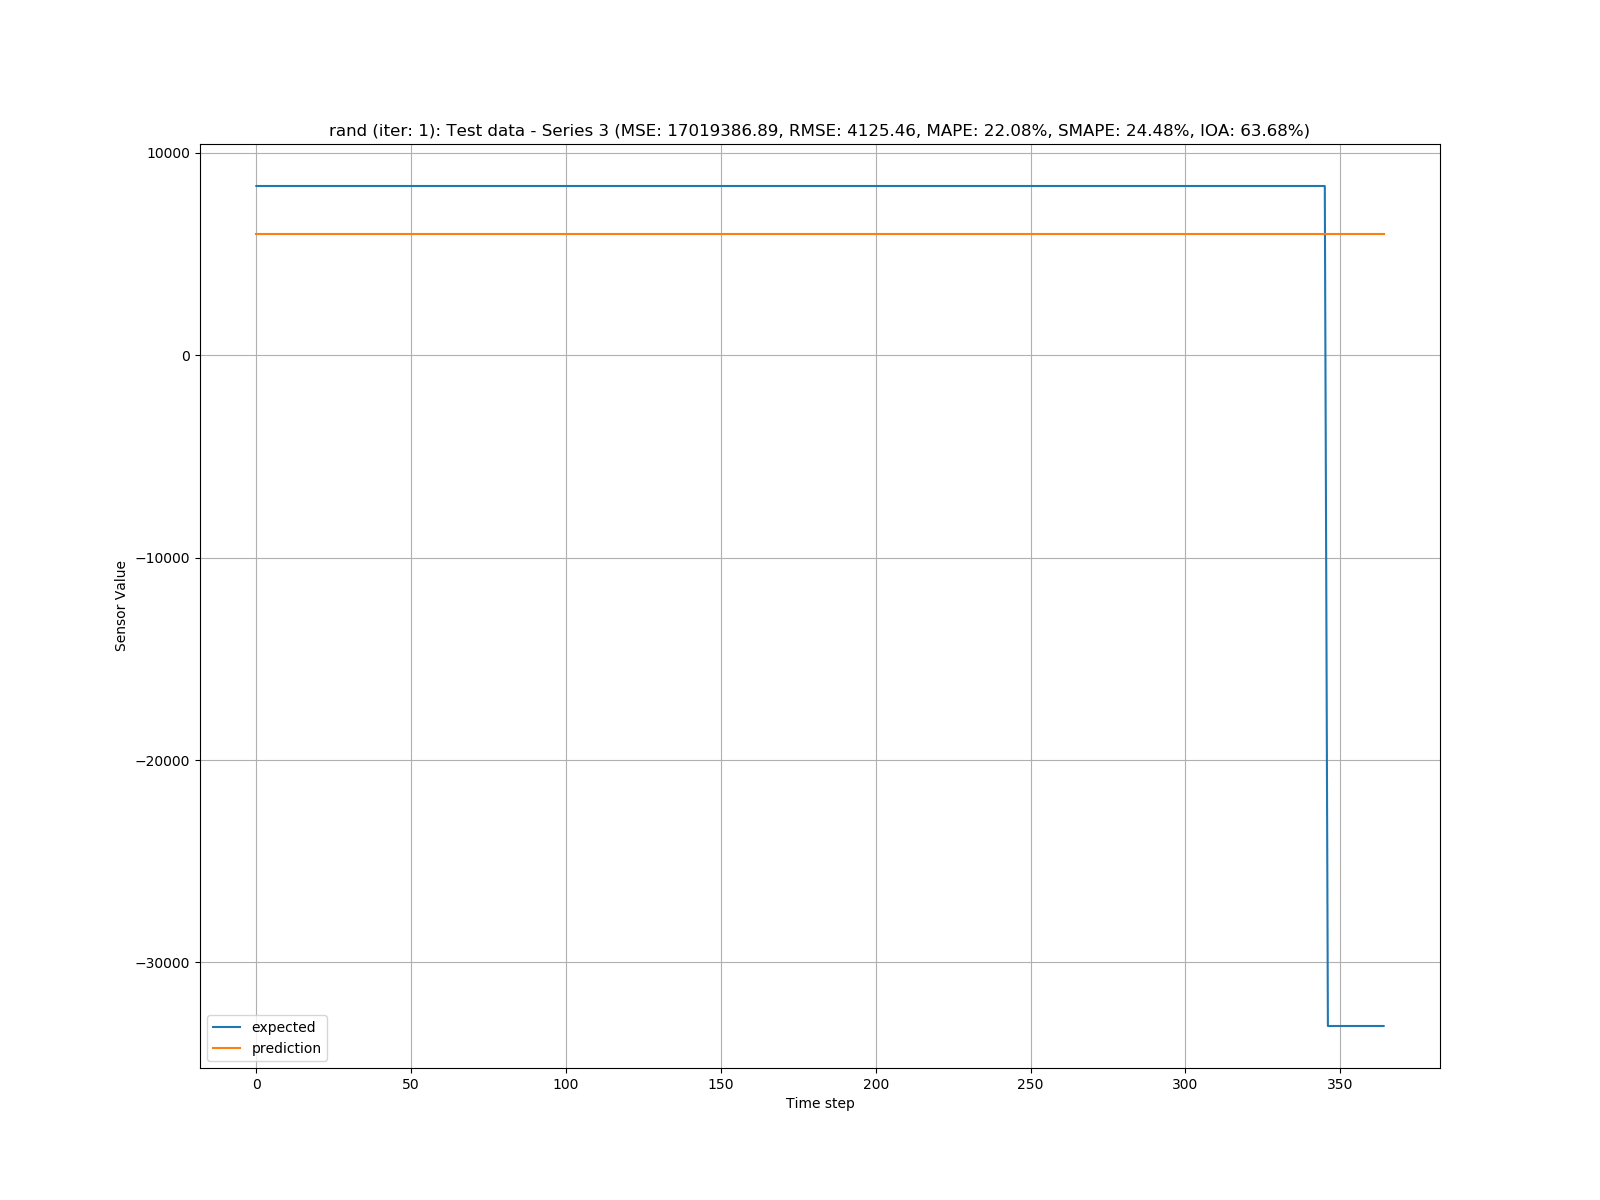 rand (iter: 1): Test data - Series 3 (MSE: 17019386.89, RMSE: 4125.46, MAPE: 22.08%, SMAPE: 24.48%, IOA: 63.68%)
10000
0
−10000
−20000
−30000
Sensor Value
expected
prediction
0 50 100 150 200 250 300 350
Time step